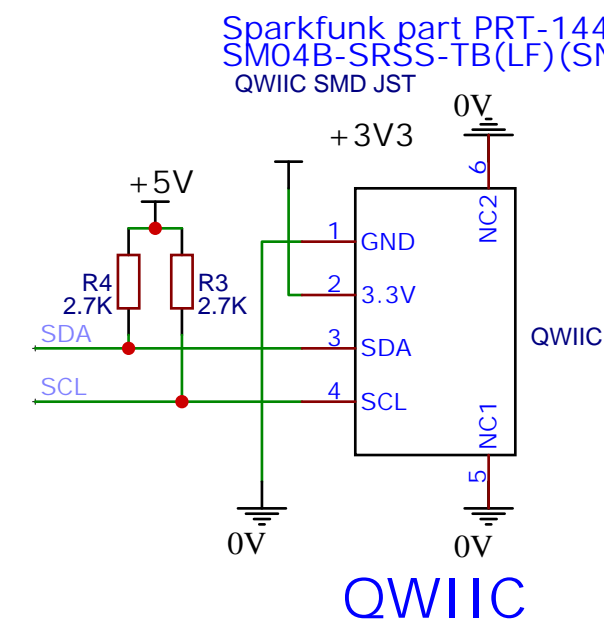 Sparkfunk part PRT-144
SM04B-SRSS-TB(LF)(SN
QWIIC SMD JST
0V
+3V3
6
NC2
+5V
1
GND
R4
2.7K
R3
2.7K
2
3.3V
SDA
3
SDA
QWIIC
SCL
4
SCL
NC1
5
0V
0V
QWIIC